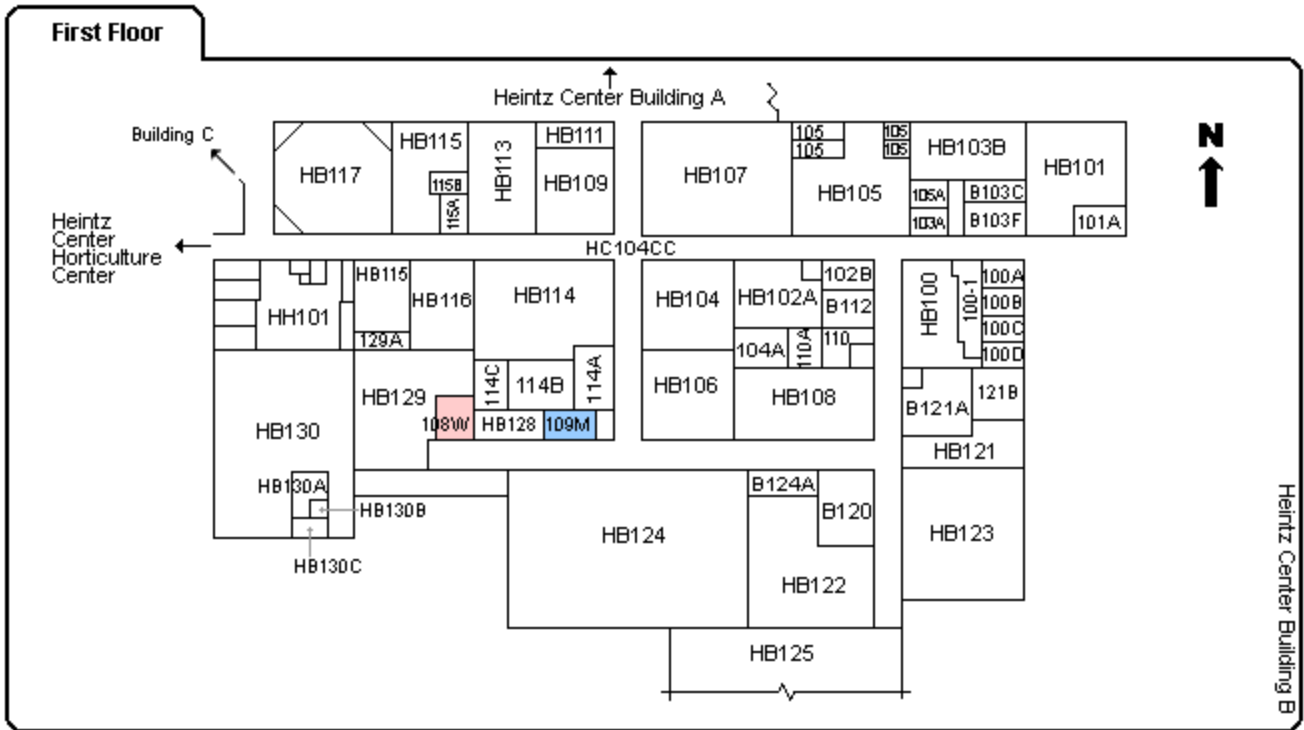 First Floor
Heintz Center Building A
Building C
N
HB117
HB115
115B
115A
HB113
HB111
HB109
HB107
105
105
105
105
HB105
HB103B
105A
103A
B103C
B103F
HB101
101A
Heintz
Center
Horticulture
Center
HC104CC
HH101
HB115
129A
HB116
HB114
114C
114B
114A
HB104
HB102A
102B
B112
104A
110A
110
HB106
HB108
HB100
100-1
100A
100B
100C
100D
B121A
121B
HB121
HB130
HB129
108W
HB128
109M
HB130A
HB130B
HB130C
HB124
B124A
B120
HB122
HB123
HB125
Heintz Center Building B